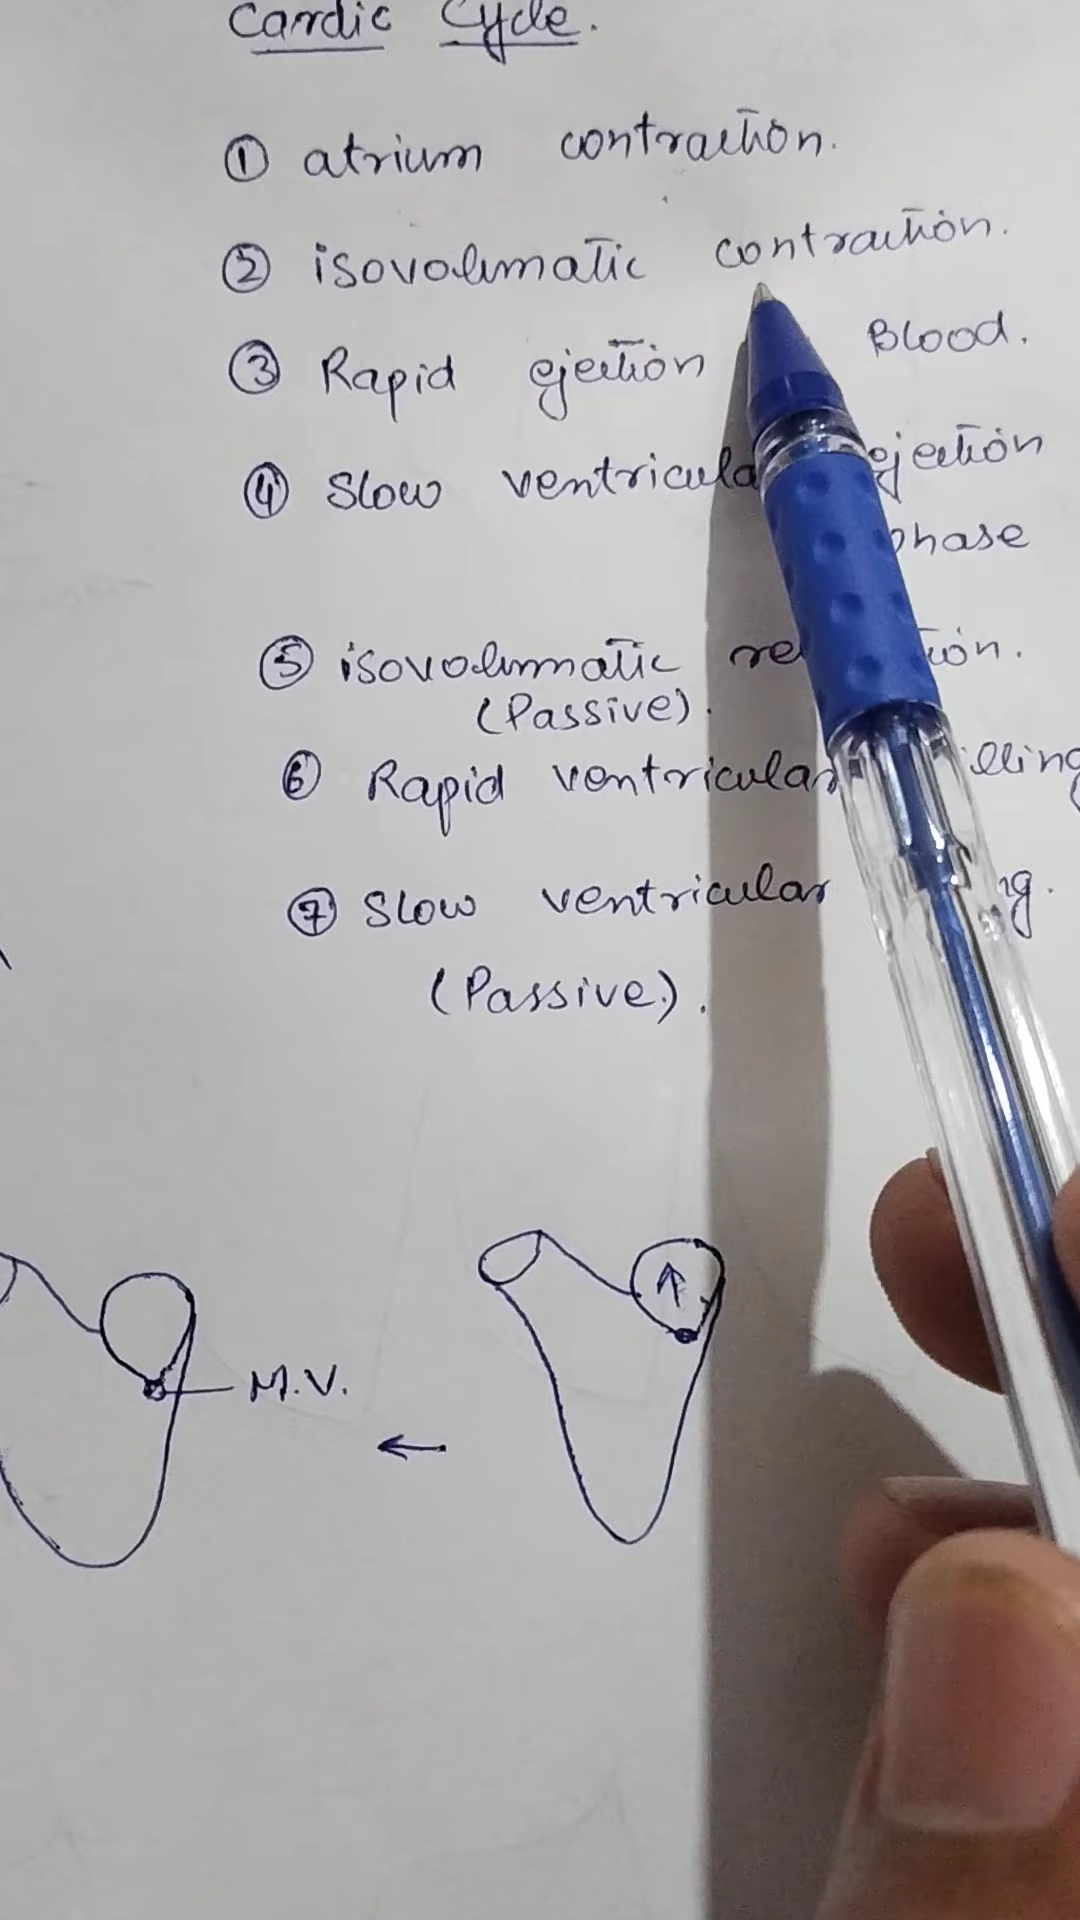 Cardic Cycle.
① atrium contraction.
② isovolumatic contraction.
③ Rapid ejection Blood.
④ Slow ejection
phase
⑤ isovolumatic
(Passive).
⑥ Rapid ventricular
⑦ Slow ventricular
(Passive).
M.V.